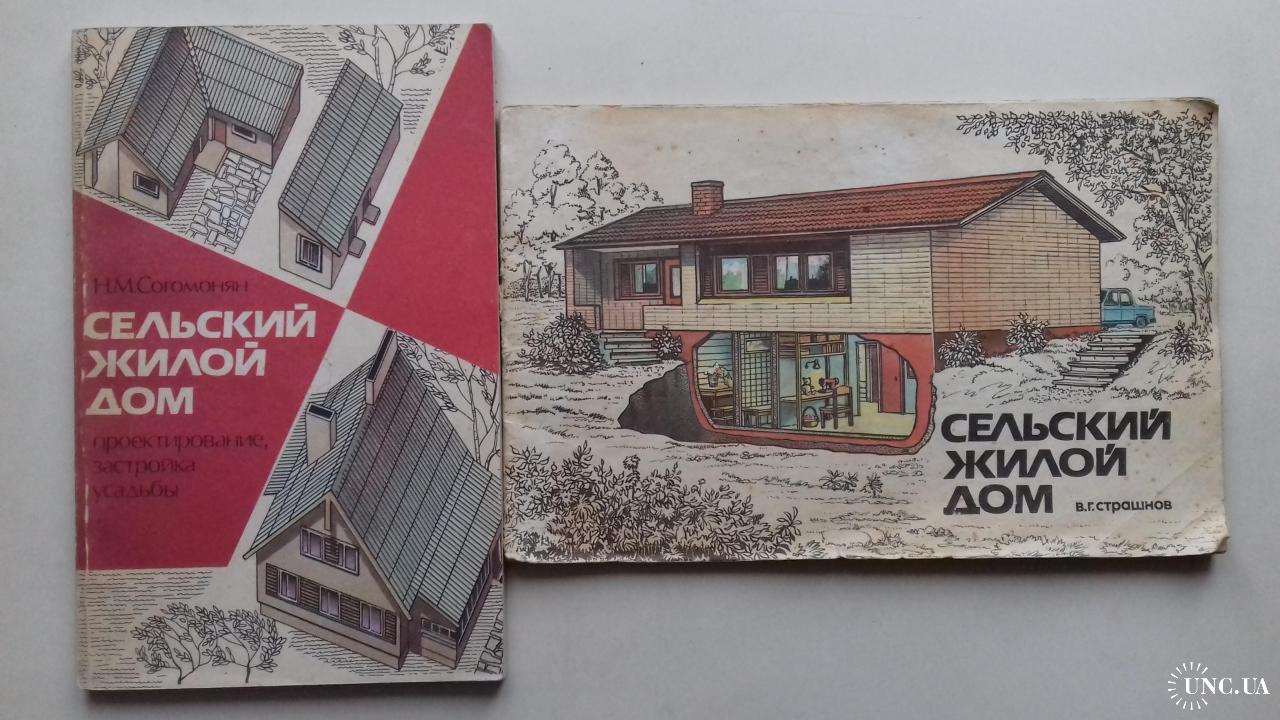 Н.М.Согомонян
СЕЛЬСКИЙ
ЖИЛОЙ
ДОМ
проектирование,
застройка
усадьбы
СЕЛЬСКИЙ
ЖИЛОЙ
ДОМ
В.Г.СТРАШНОВ
UNC.UA